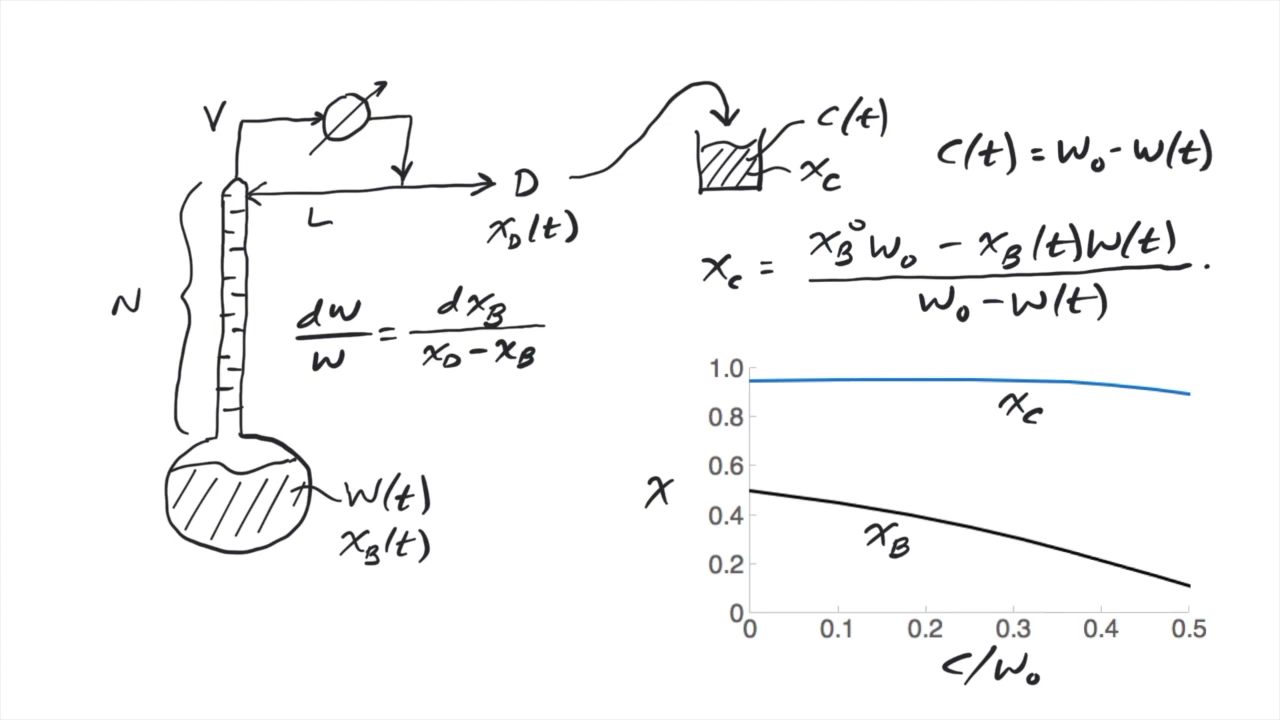 V
L
D
x_D(t)
N
dW/W = dx_B/(x_D - x_B)
W(t)
x_B(t)
C(t)
x_C
C(t) = W_0 - W(t)
x_C = (x_B^0 W_0 - x_B(t)W(t))/(W_0 - W(t)).
1.0
x_C
0.8
0.6
x
0.4
x_B
0.2
0
0 0.1 0.2 0.3 0.4 0.5
C/W_0